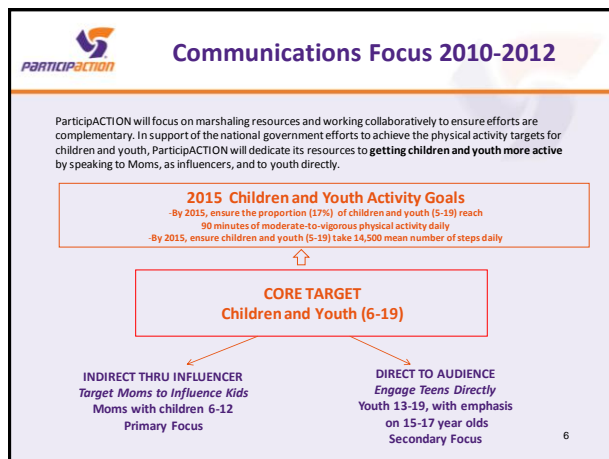 PARTICIPACTION
Communications Focus 2010-2012
ParticipACTION will focus on marshaling resources and working collaboratively to ensure efforts are
complementary. In support of the national government efforts to achieve the physical activity targets for
children and youth, ParticipACTION will dedicate its resources to getting children and youth more active
by speaking to Moms, as influencers, and to youth directly.
2015 Children and Youth Activity Goals
-By 2015, ensure the proportion (17%) of children and youth (5-19) reach
90 minutes of moderate-to-vigorous physical activity daily
-By 2015, ensure children and youth (5-19) take 14,500 mean number of steps daily
CORE TARGET
Children and Youth (6-19)
INDIRECT THRU INFLUENCER
Target Moms to Influence Kids
Moms with children 6-12
Primary Focus
DIRECT TO AUDIENCE
Engage Teens Directly
Youth 13-19, with emphasis
on 15-17 year olds
Secondary Focus
6